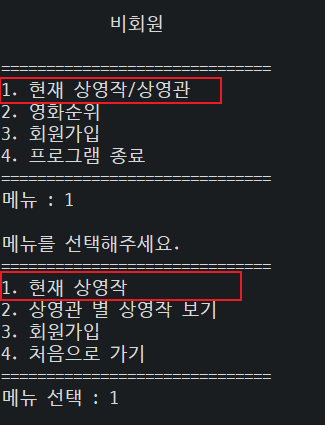 비회원
==============================
1. 현재 상영작/상영관
2. 영화순위
3. 회원가입
4. 프로그램 종료
==============================
메뉴 : 1
메뉴를 선택해주세요.
==============================
1. 현재 상영작
2. 상영관 별 상영작 보기
3. 회원가입
4. 처음으로 가기
==============================
메뉴 선택 : 1